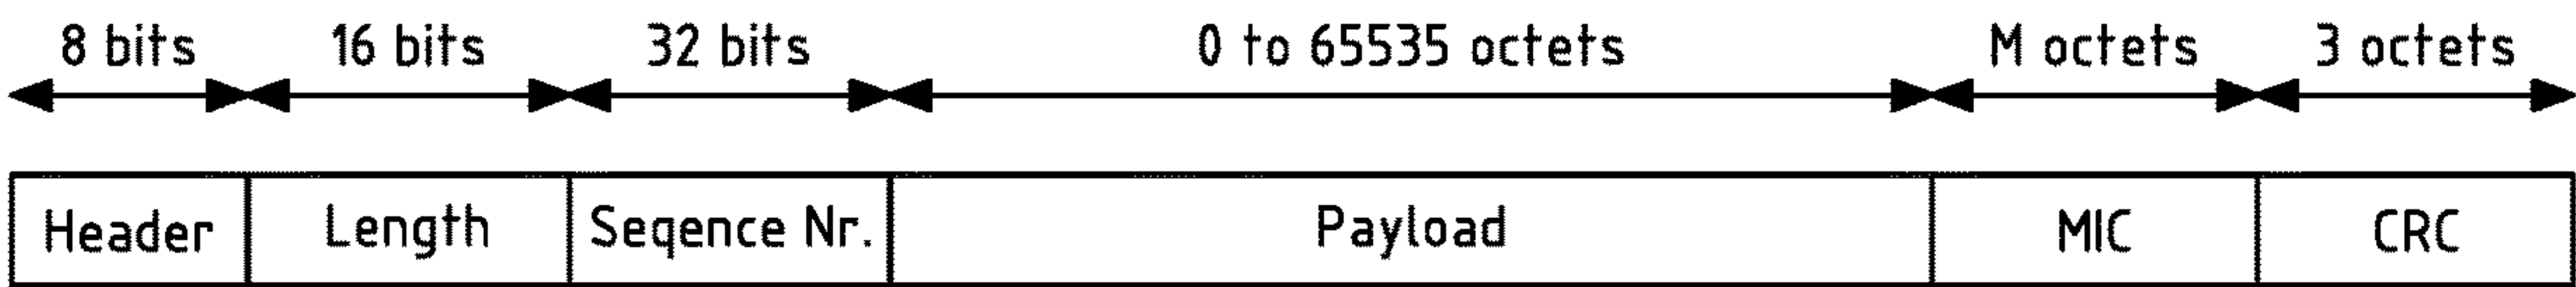 8 bits 16 bits 32 bits 0 to 65535 octets M octets 3 octets
Header Length Seqence Nr. Payload MIC CRC